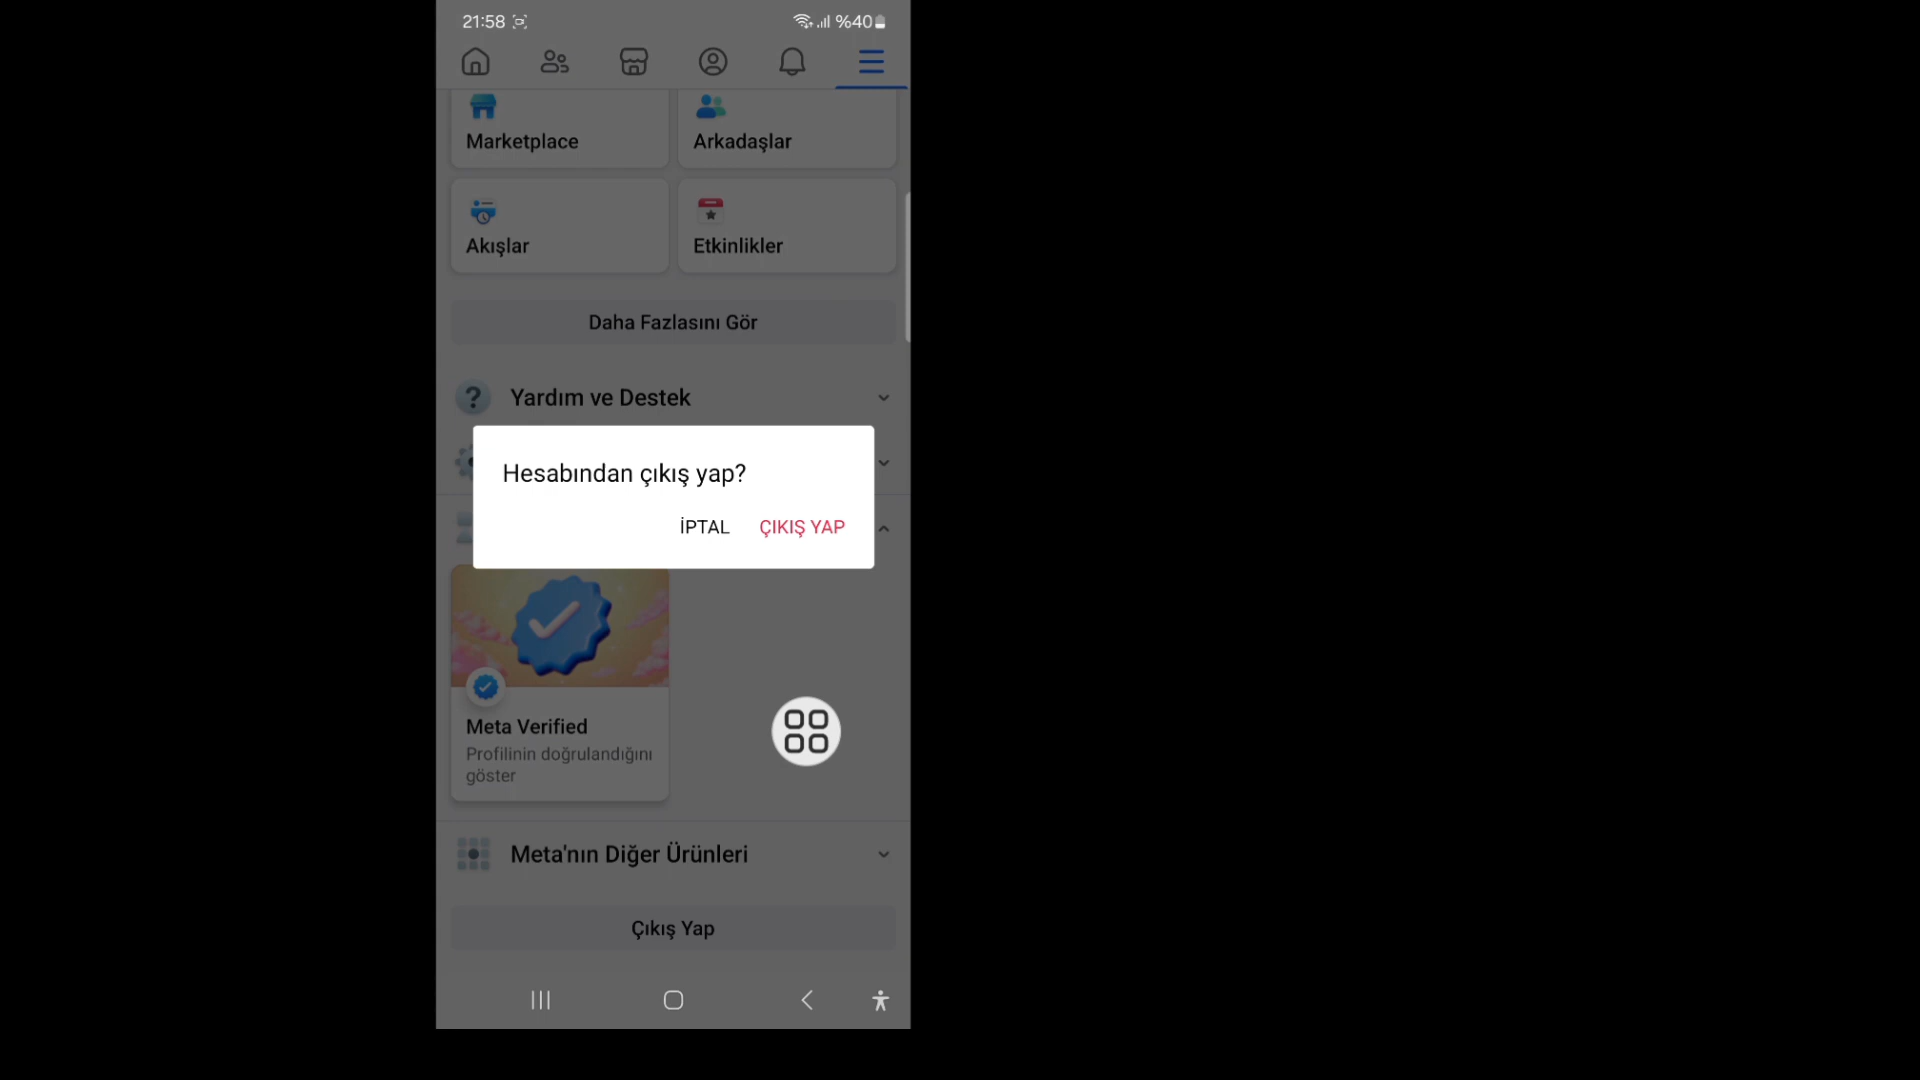 21:58 %40
Marketplace Arkadaşlar
Akışlar Etkinlikler
Daha Fazlasını Gör
Yardım ve Destek
Hesabından çıkış yap?
İPTAL ÇIKIŞ YAP
Meta Verified
Profilinin doğrulandığını
göster
Meta'nın Diğer Ürünleri
Çıkış Yap